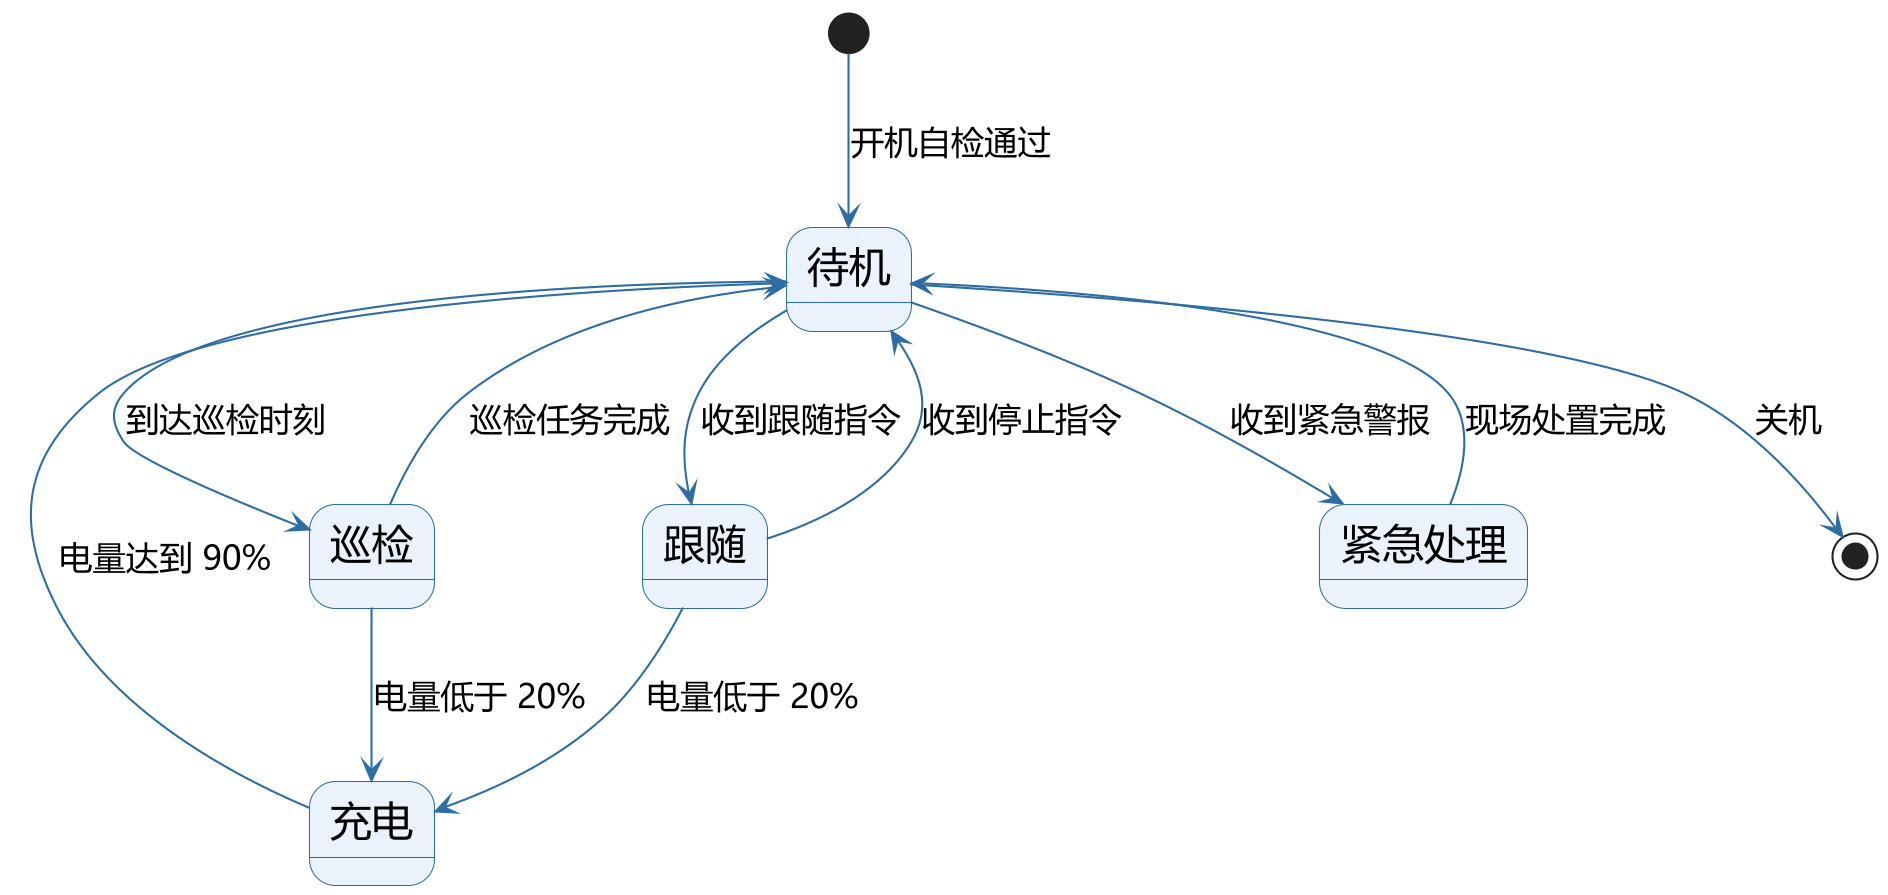 开机自检通过
待机
到达巡检时刻
巡检任务完成
收到跟随指令
收到停止指令
收到紧急警报
现场处置完成
关机
电量达到 90%
巡检
跟随
紧急处理
电量低于 20%
电量低于 20%
充电